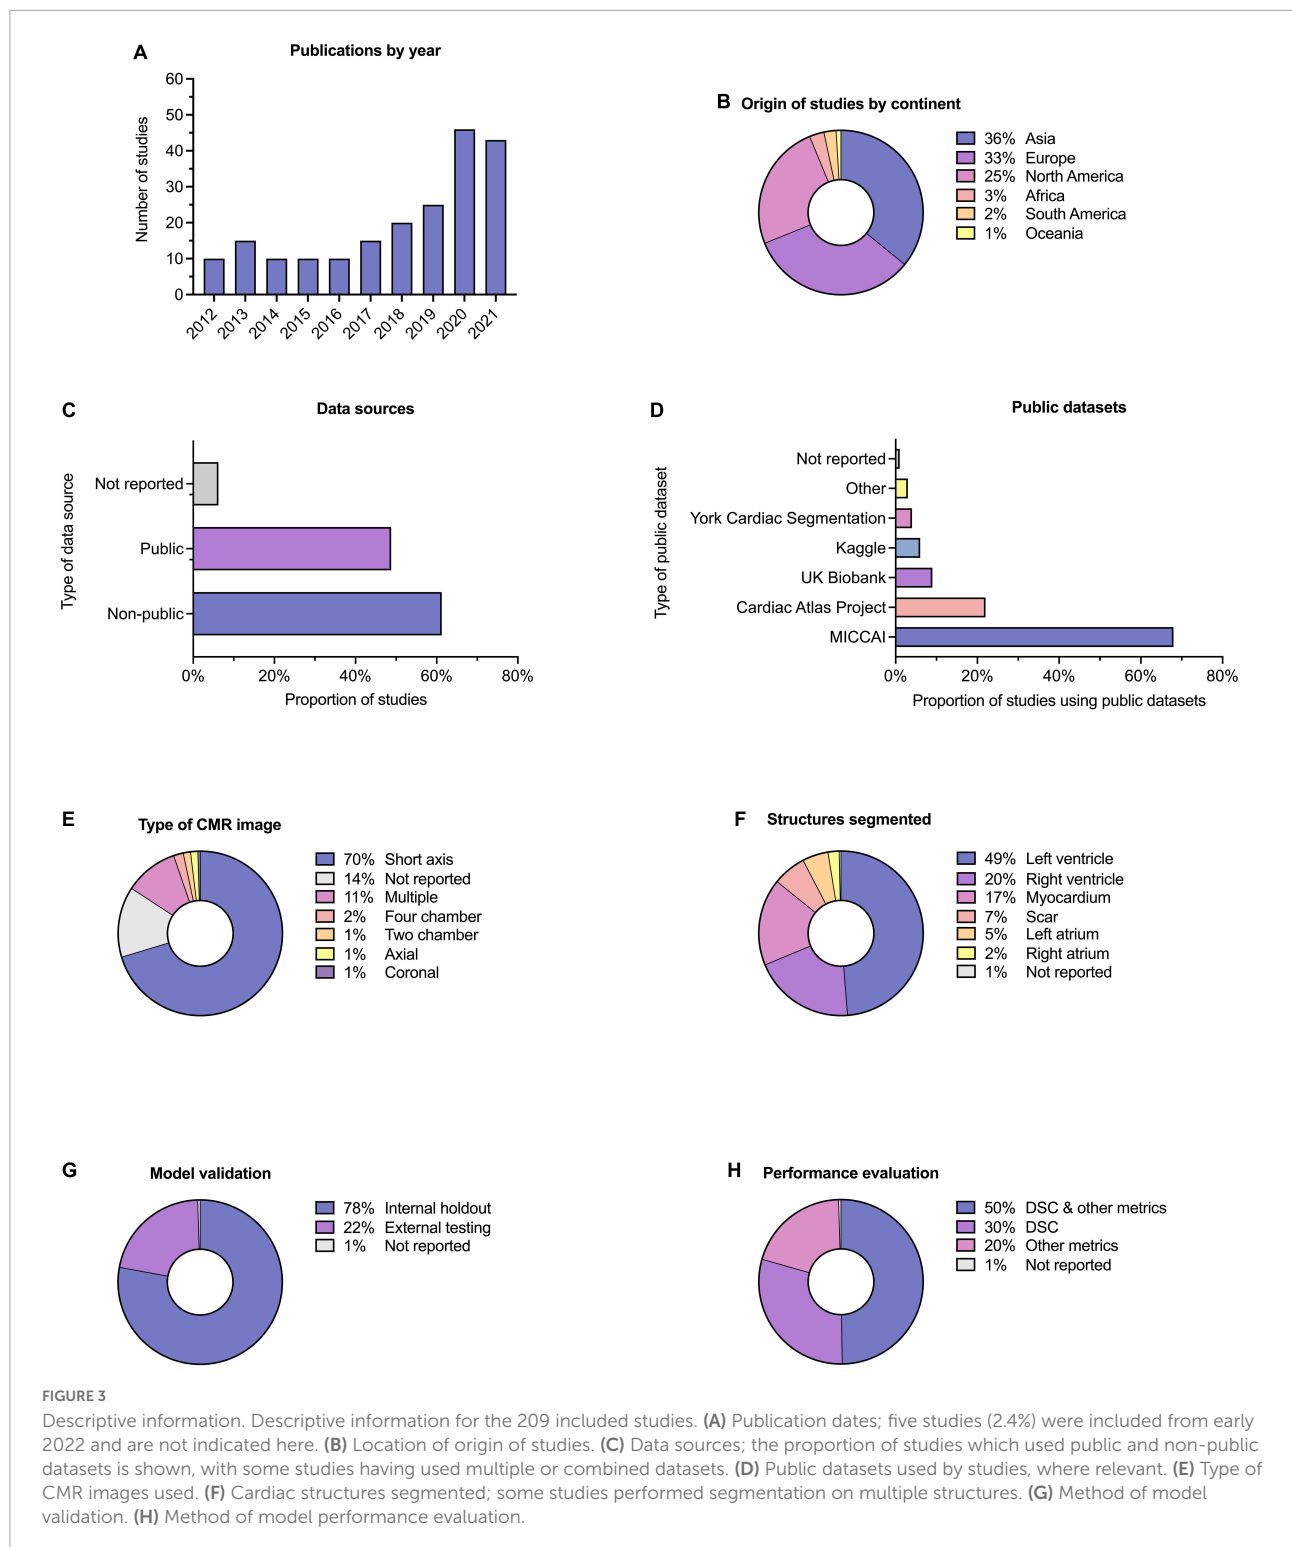 A
Publications by year
Number of studies
60
50
40
30
20
10
0
2012
2013
2014
2015
2016
2017
2018
2019
2020
2021
B
Origin of studies by continent
36% Asia
33% Europe
25% North America
3% Africa
2% South America
1% Oceania
C
Data sources
Type of data source
Not reported
Public
Non-public
0%
20%
40%
60%
80%
Proportion of studies
D
Public datasets
Type of public dataset
Not reported
Other
York Cardiac Segmentation
Kaggle
UK Biobank
Cardiac Atlas Project
MICCAI
0%
20%
40%
60%
80%
Proportion of studies using public datasets
E
Type of CMR image
70% Short axis
14% Not reported
11% Multiple
2% Four chamber
1% Two chamber
1% Axial
1% Coronal
F
Structures segmented
49% Left ventricle
20% Right ventricle
17% Myocardium
7% Scar
5% Left atrium
2% Right atrium
1% Not reported
G
Model validation
78% Internal holdout
22% External testing
1% Not reported
H
Performance evaluation
50% DSC & other metrics
30% DSC
20% Other metrics
1% Not reported
FIGURE 3
Descriptive information. Descriptive information for the 209 included studies. (A) Publication dates; five studies (2.4%) were included from early
2022 and are not indicated here. (B) Location of origin of studies. (C) Data sources; the proportion of studies which used public and non-public
datasets is shown, with some studies having used multiple or combined datasets. (D) Public datasets used by studies, where relevant. (E) Type of
CMR images used. (F) Cardiac structures segmented; some studies performed segmentation on multiple structures. (G) Method of model
validation. (H) Method of model performance evaluation.